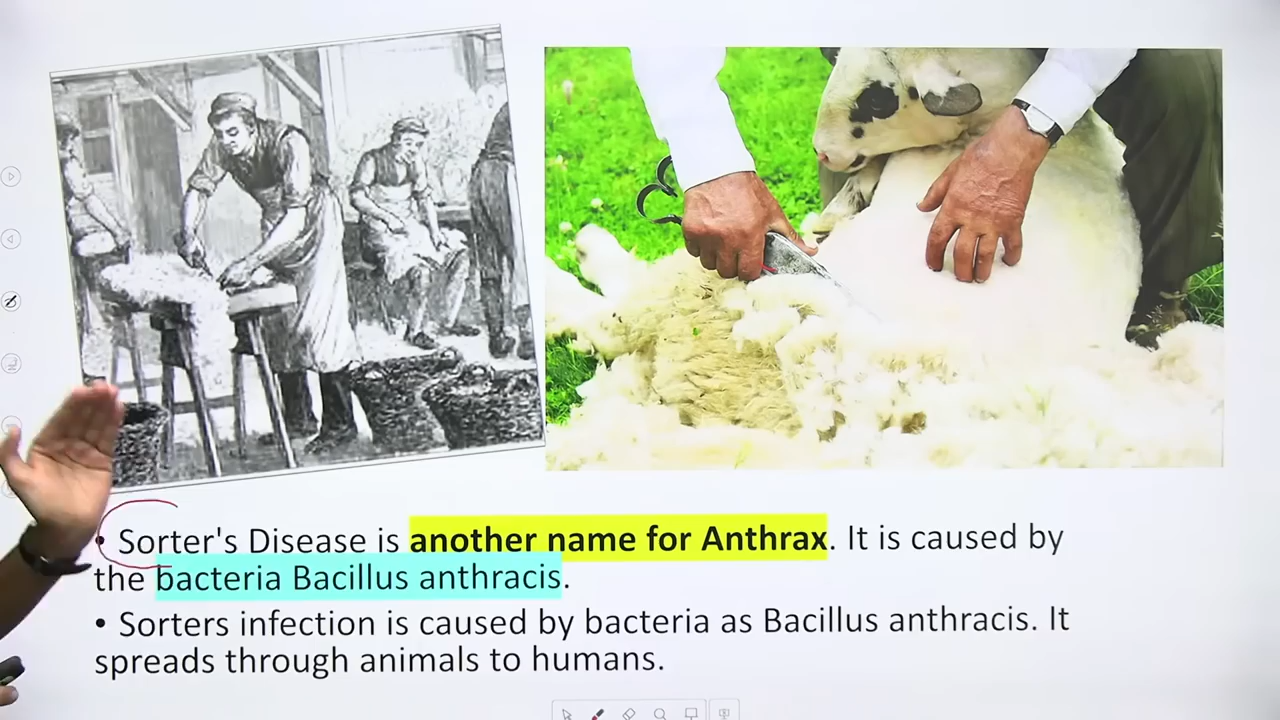 • Sorter's Disease is another name for Anthrax. It is caused by
the bacteria Bacillus anthracis.
• Sorters infection is caused by bacteria as Bacillus anthracis. It
spreads through animals to humans.